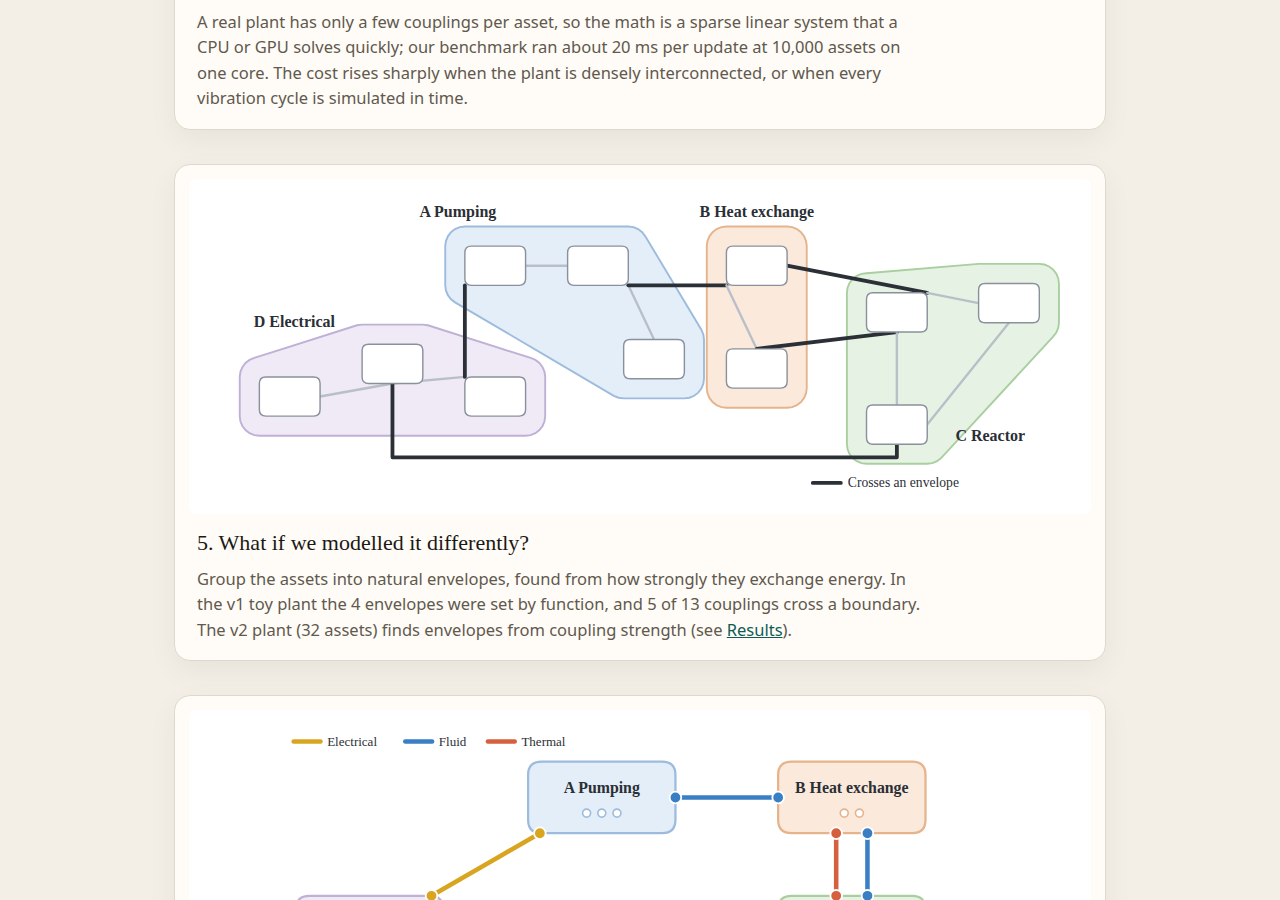 A real plant has only a few couplings per asset, so the math is a sparse linear system that a
CPU or GPU solves quickly; our benchmark ran about 20 ms per update at 10,000 assets on
one core. The cost rises sharply when the plant is densely interconnected, or when every
vibration cycle is simulated in time.
A Pumping
B Heat exchange
D Electrical
C Reactor
Crosses an envelope
5. What if we modelled it differently?
Group the assets into natural envelopes, found from how strongly they exchange energy. In
the v1 toy plant the 4 envelopes were set by function, and 5 of 13 couplings cross a boundary.
The v2 plant (32 assets) finds envelopes from coupling strength (see Results).
Electrical
Fluid
Thermal
A Pumping
B Heat exchange